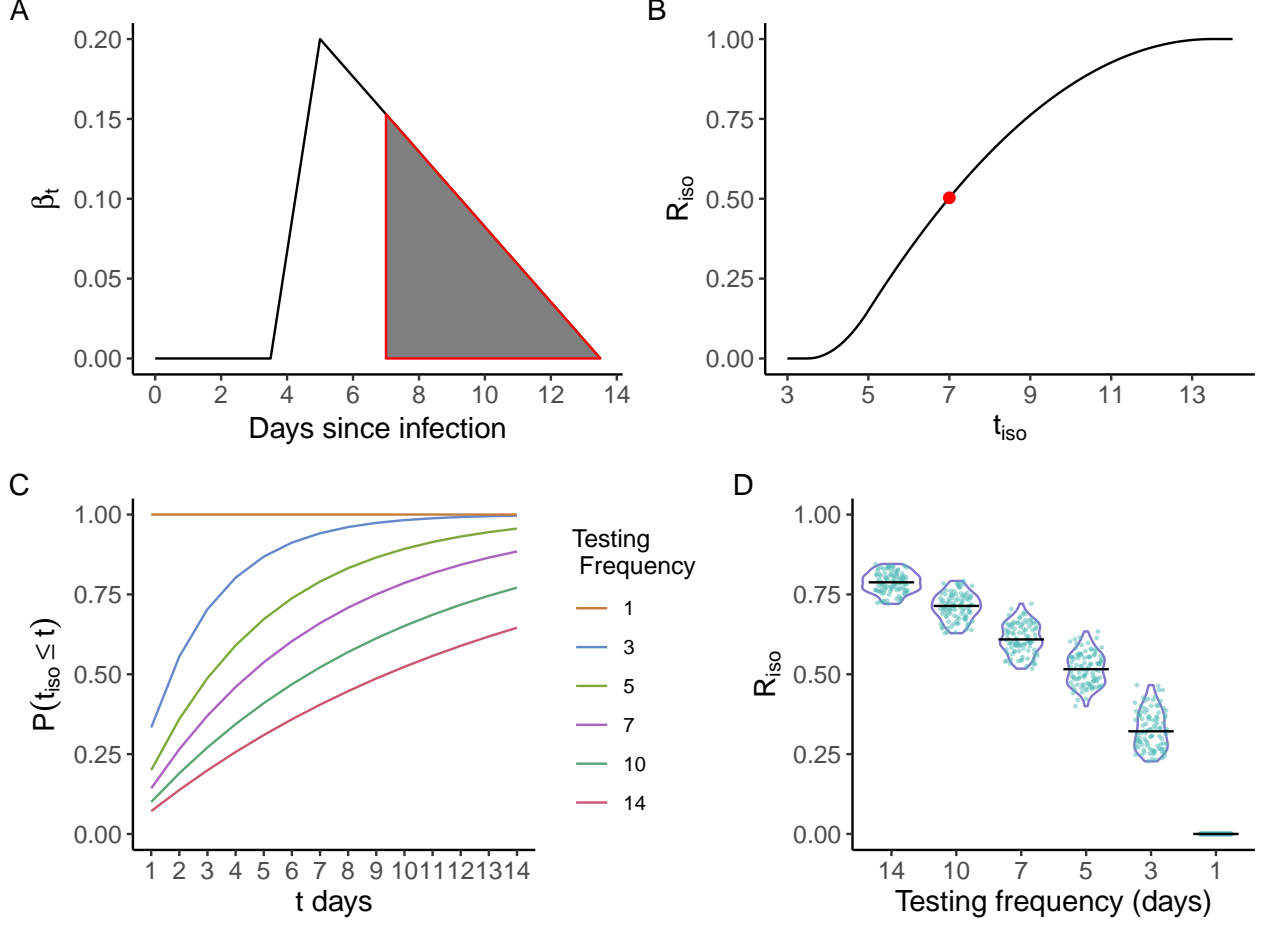 A
0.20
0.15
0.10
0.05
0.00
βt
0 2 4 6 8 10 12 14
Days since infection
B
1.00
0.75
0.50
0.25
0.00
Riso
3 5 7 9 11 13
tiso
C
1.00
0.75
0.50
0.25
0.00
P(tiso ≤ t)
1 2 3 4 5 6 7 8 9 10 11 12 13 14
t days
Testing
Frequency
1
3
5
7
10
14
D
1.00
0.75
0.50
0.25
0.00
Riso
14 10 7 5 3 1
Testing frequency (days)